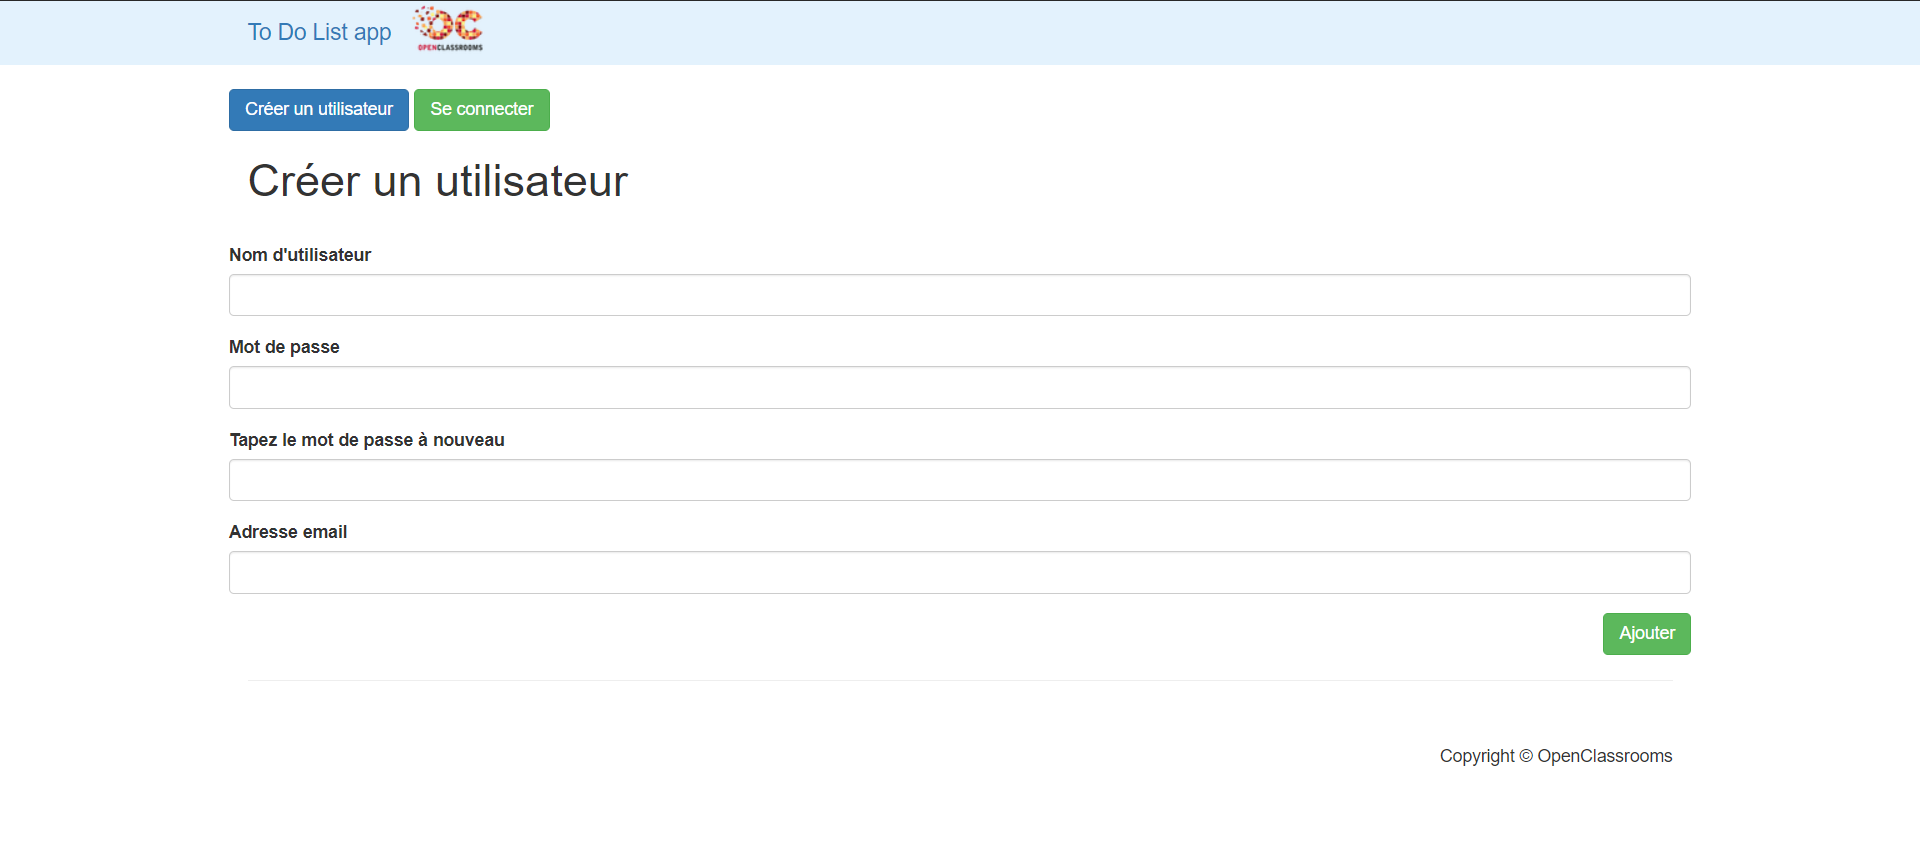 To Do List app
OC
OPENCLASSROOMS
Créer un utilisateur
Se connecter
Créer un utilisateur
Nom d'utilisateur
Mot de passe
Tapez le mot de passe à nouveau
Adresse email
Ajouter
Copyright © OpenClassrooms